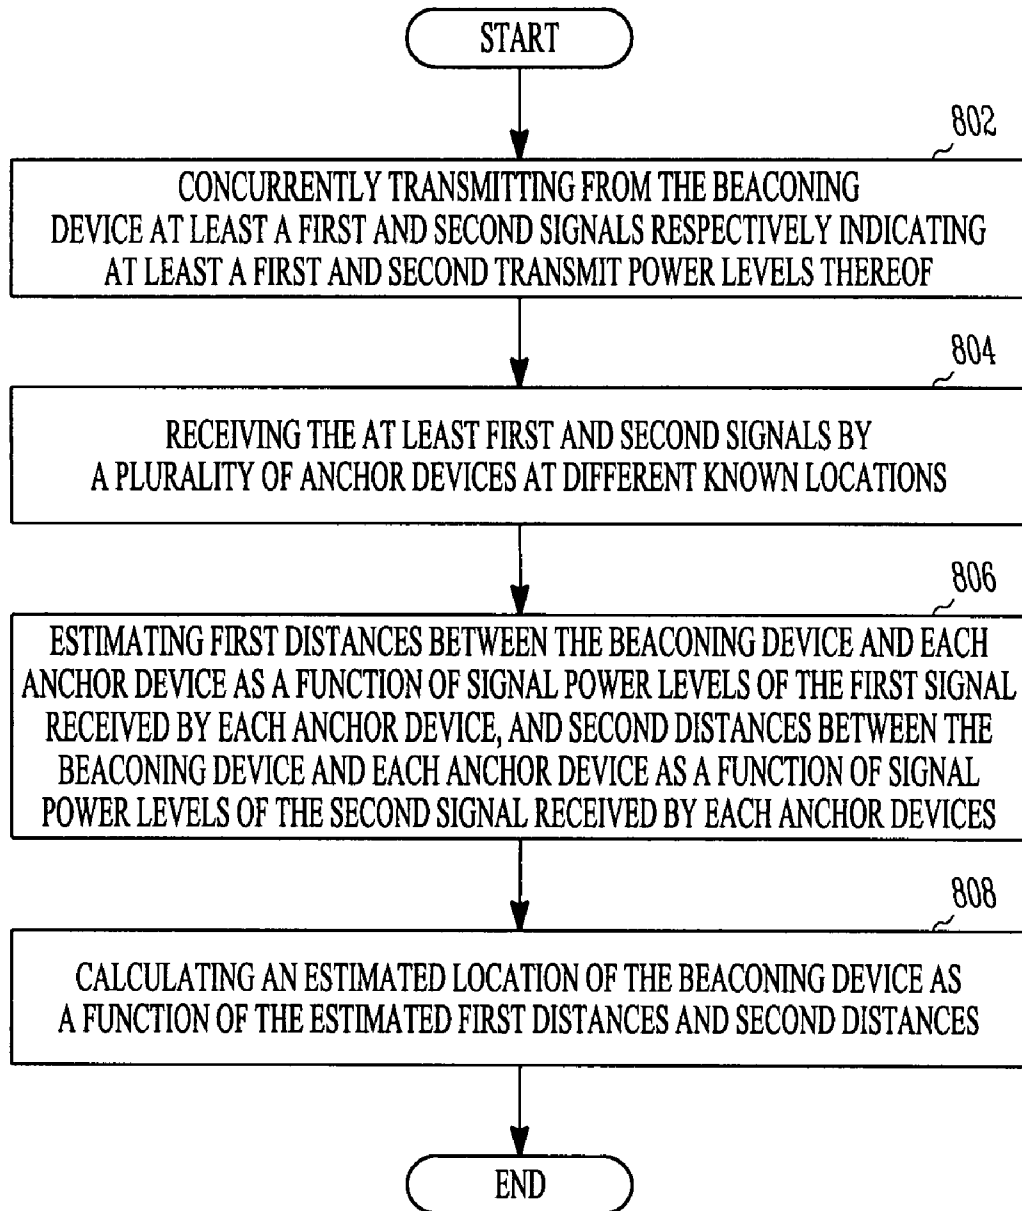 START
802
CONCURRENTLY TRANSMITTING FROM THE BEACONING
DEVICE AT LEAST A FIRST AND SECOND SIGNALS RESPECTIVELY INDICATING
AT LEAST A FIRST AND SECOND TRANSMIT POWER LEVELS THEREOF
804
RECEIVING THE AT LEAST FIRST AND SECOND SIGNALS BY
A PLURALITY OF ANCHOR DEVICES AT DIFFERENT KNOWN LOCATIONS
806
ESTIMATING FIRST DISTANCES BETWEEN THE BEACONING DEVICE AND EACH
ANCHOR DEVICE AS A FUNCTION OF SIGNAL POWER LEVELS OF THE FIRST SIGNAL
RECEIVED BY EACH ANCHOR DEVICE, AND SECOND DISTANCES BETWEEN THE
BEACONING DEVICE AND EACH ANCHOR DEVICE AS A FUNCTION OF SIGNAL
POWER LEVELS OF THE SECOND SIGNAL RECEIVED BY EACH ANCHOR DEVICES
808
CALCULATING AN ESTIMATED LOCATION OF THE BEACONING DEVICE AS
A FUNCTION OF THE ESTIMATED FIRST DISTANCES AND SECOND DISTANCES
END